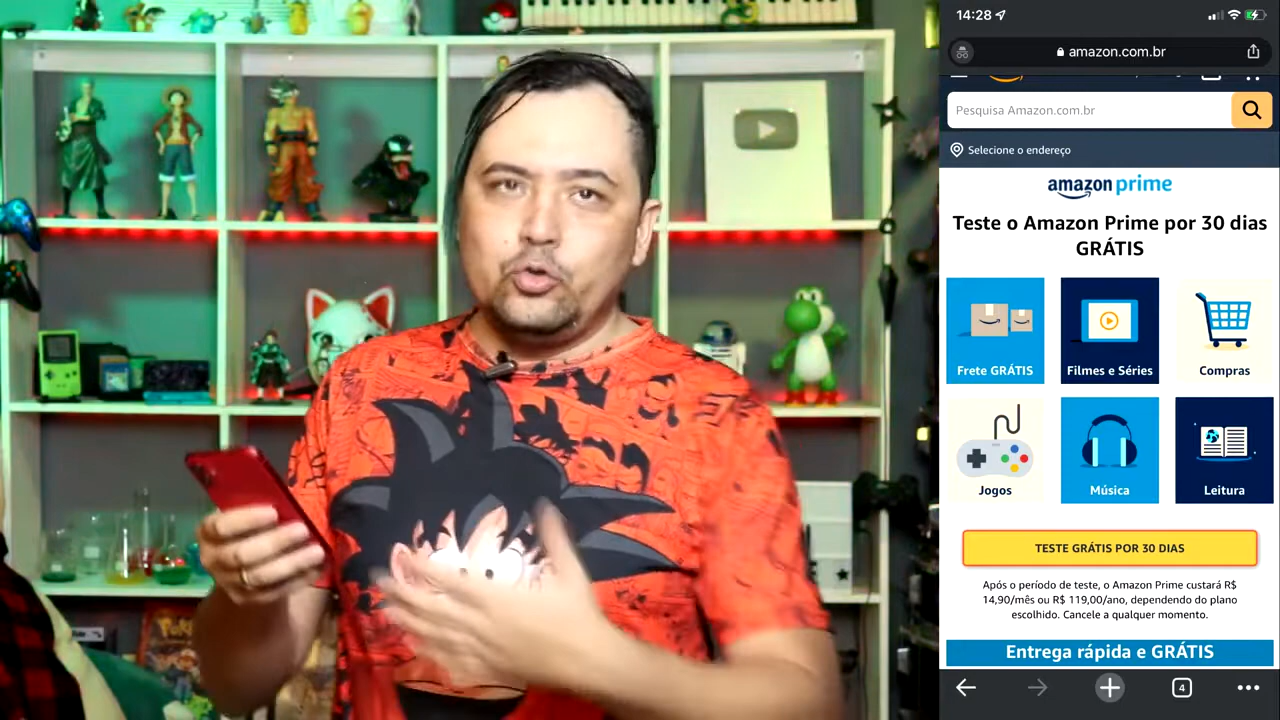 14:28
amazon.com.br
Pesquisa Amazon.com.br
Selecione o endereço
amazon prime
Teste o Amazon Prime por 30 dias
GRÁTIS
Frete GRÁTIS
Filmes e Séries
Compras
Jogos
Música
Leitura
TESTE GRÁTIS POR 30 DIAS
Após o período de teste, o Amazon Prime custará R$
14,90/mês ou R$ 119,00/ano, dependendo do plano
escolhido. Cancele a qualquer momento.
Entrega rápida e GRÁTIS
4